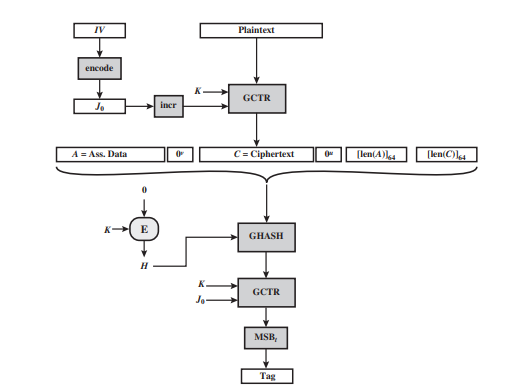 IV
Plaintext
encode
K
GCTR
J₀
incr
A = Ass. Data
0ᵛ
C = Ciphertext
0ᵘ
[len(A)]₆₄
[len(C)]₆₄
0
K
E
GHASH
H
K
J₀
GCTR
MSBₜ
Tag